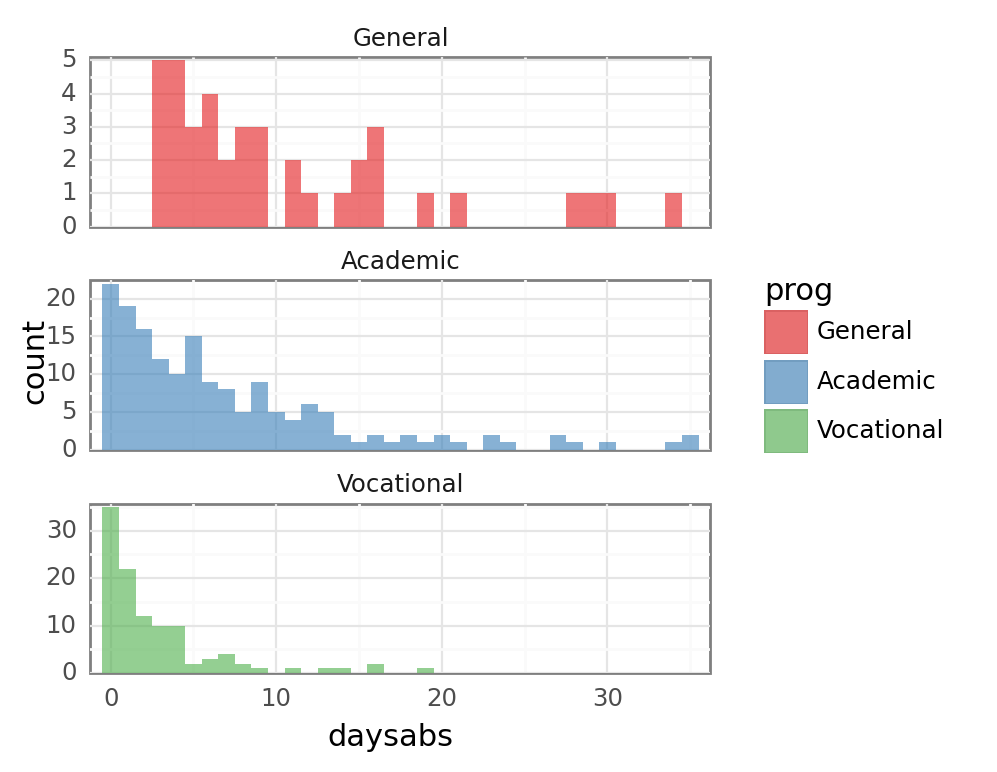 General
5
4
3
2
1
0
Academic
20
15
10
5
0
count
Vocational
30
20
10
0
0 10 20 30
daysabs
prog
General
Academic
Vocational